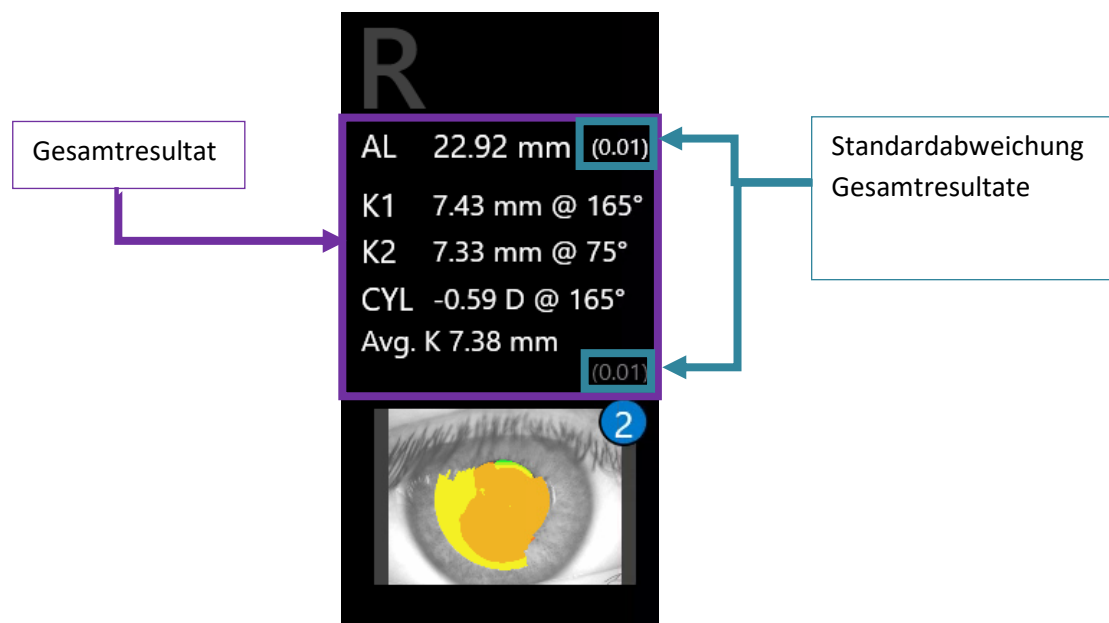 R
Gesamtresultat
AL 22.92 mm (0.01)
K1 7.43 mm @ 165°
K2 7.33 mm @ 75°
CYL -0.59 D @ 165°
Avg. K 7.38 mm
(0.01)
Standardabweichung
Gesamtresultate
2